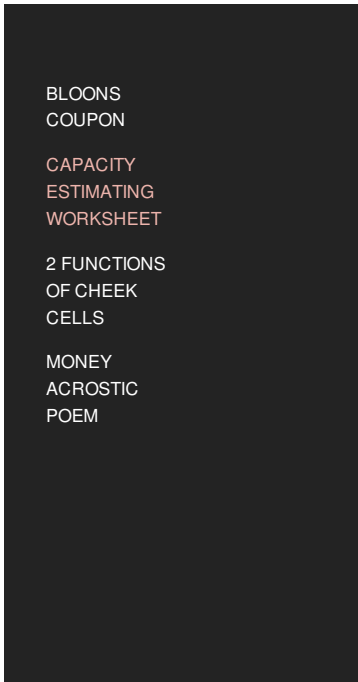 BLOONS
COUPON
CAPACITY
ESTIMATING
WORKSHEET
2 FUNCTIONS
OF CHEEK
CELLS
MONEY
ACROSTIC
POEM